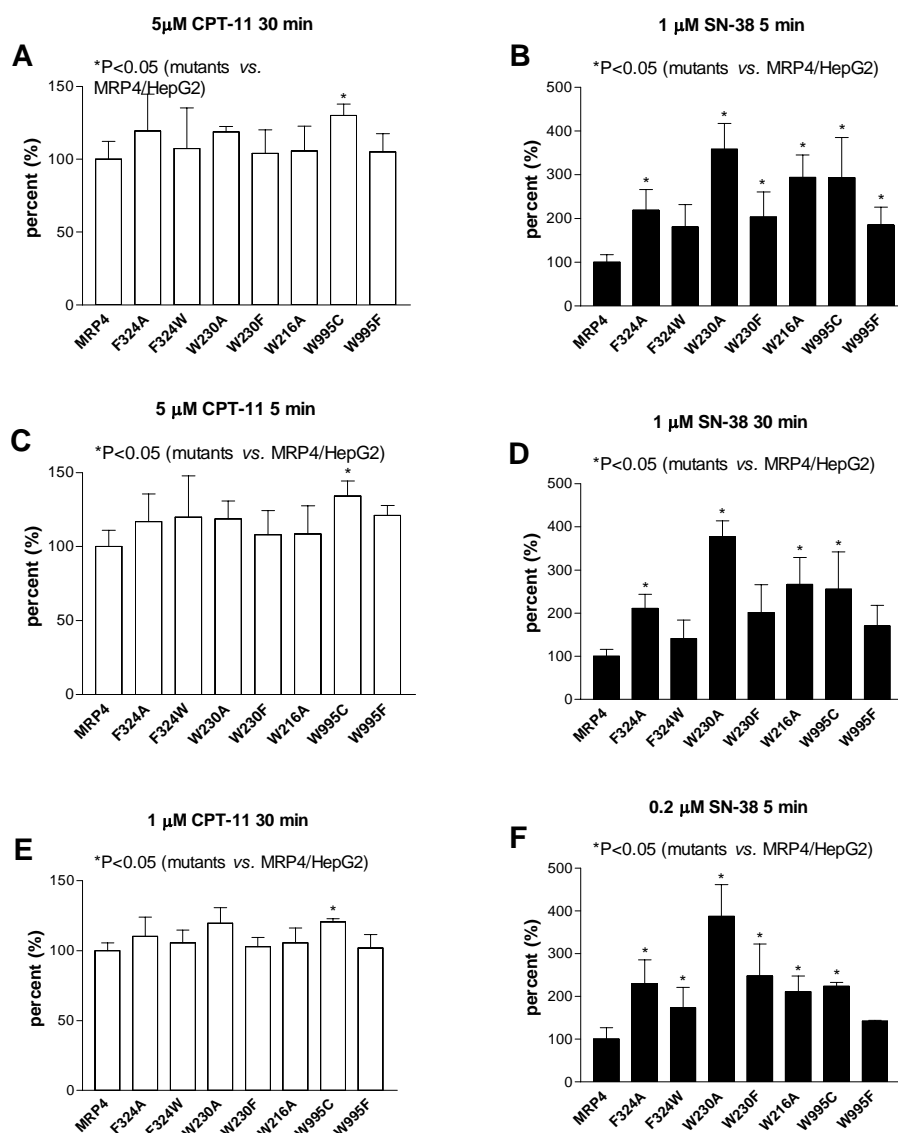 5μM CPT-11 30 min
A
*P<0.05 (mutants vs.
MRP4/HepG2)
150
100
50
0
percent (%)
MRP4
F324A
F324W
W230A
W230F
W216A
W995C
W995F
*
1 μM SN-38 5 min
B
*P<0.05 (mutants vs. MRP4/HepG2)
500
400
300
200
100
0
percent (%)
MRP4
F324A
F324W
W230A
W230F
W216A
W995C
W995F
*
*
*
*
*
*
5 μM CPT-11 5 min
C
*P<0.05 (mutants vs. MRP4/HepG2)
150
100
50
0
percent (%)
MRP4
F324A
F324W
W230A
W230F
W216A
W995C
W995F
*
1 μM SN-38 30 min
D
*P<0.05 (mutants vs. MRP4/HepG2)
500
400
300
200
100
0
percent (%)
MRP4
F324A
F324W
W230A
W230F
W216A
W995C
W995F
*
*
*
*
1 μM CPT-11 30 min
E
*P<0.05 (mutants vs. MRP4/HepG2)
150
100
50
0
percent (%)
MRP4
F324A
F324W
W230A
W230F
W216A
W995C
W995F
*
0.2 μM SN-38 5 min
F
*P<0.05 (mutants vs. MRP4/HepG2)
500
400
300
200
100
0
percent (%)
MRP4
F324A
F324W
W230A
W230F
W216A
W995C
W995F
*
*
*
*
*
*